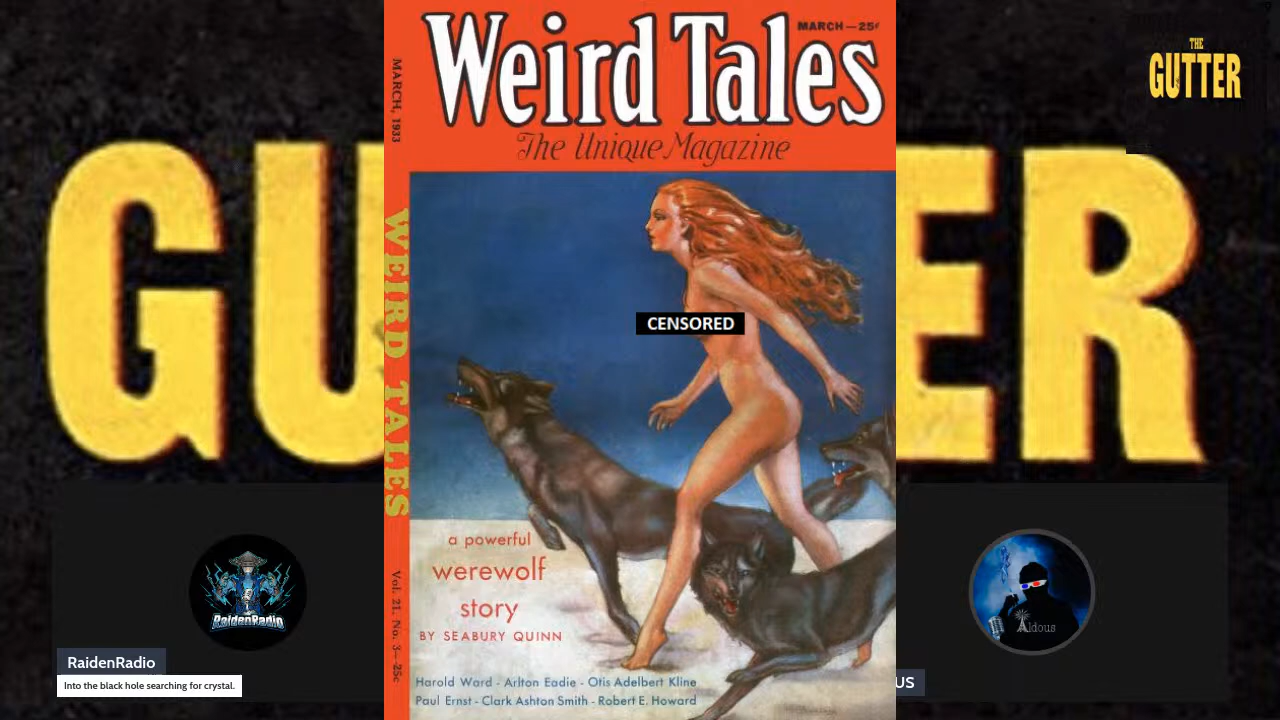 MARCH—25¢
Weird Tales
The Unique Magazine
MARCH, 1933
WEIRD TALES
Vol. 21. No. 3—25c
THE
GUTTER
GU
ER
CENSORED
a powerful
werewolf
story
BY SEABURY QUINN
Harold Ward - Arlton Eadie - Otis Adelbert Kline
Paul Ernst - Clark Ashton Smith - Robert E. Howard
RaidenRadio
RaidenRadio
Into the black hole searching for crystal.
Aldous
US